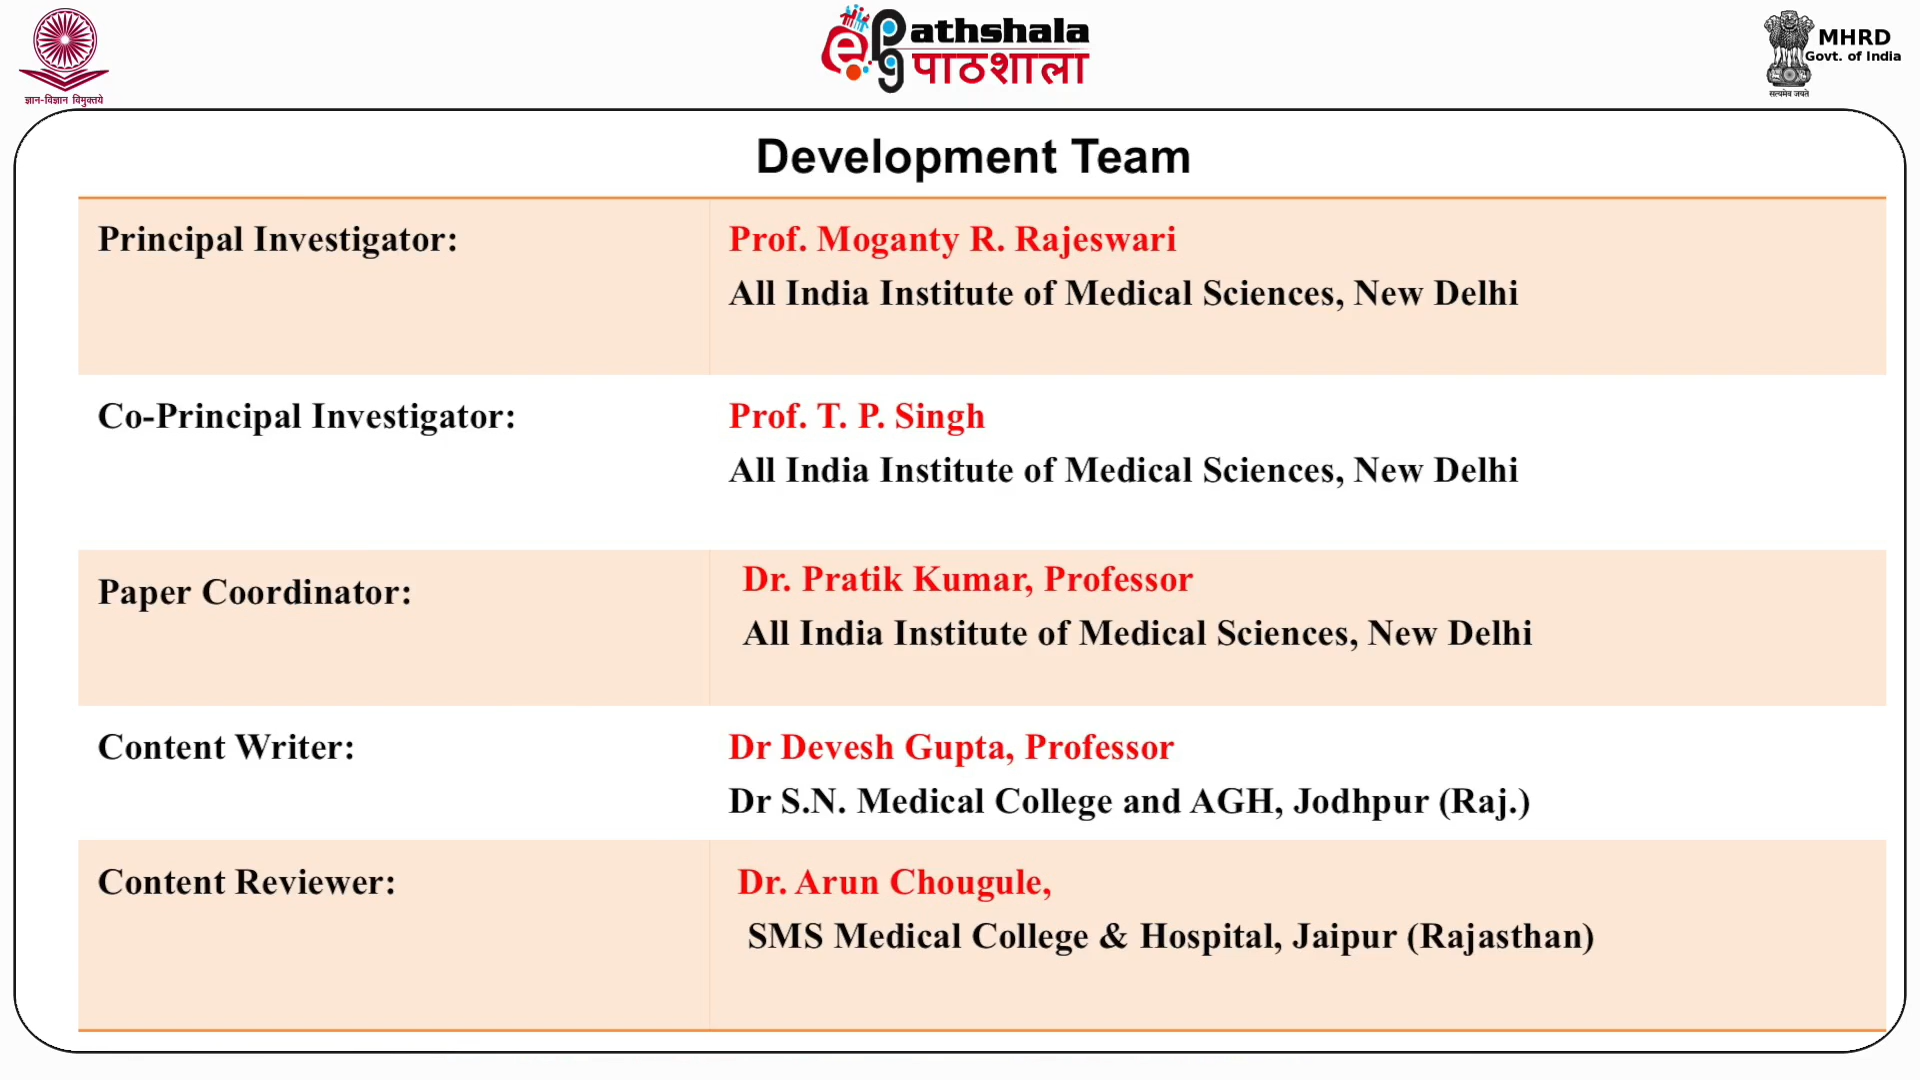 ज्ञान-विज्ञान विमुक्तये
e Pathshala
pg पाठशाला
MHRD
Govt. of India
सत्यमेव जयते
Development Team
Principal Investigator:
Prof. Moganty R. Rajeswari
All India Institute of Medical Sciences, New Delhi
Co-Principal Investigator:
Prof. T. P. Singh
All India Institute of Medical Sciences, New Delhi
Paper Coordinator:
Dr. Pratik Kumar, Professor
All India Institute of Medical Sciences, New Delhi
Content Writer:
Dr Devesh Gupta, Professor
Dr S.N. Medical College and AGH, Jodhpur (Raj.)
Content Reviewer:
Dr. Arun Chougule,
SMS Medical College & Hospital, Jaipur (Rajasthan)